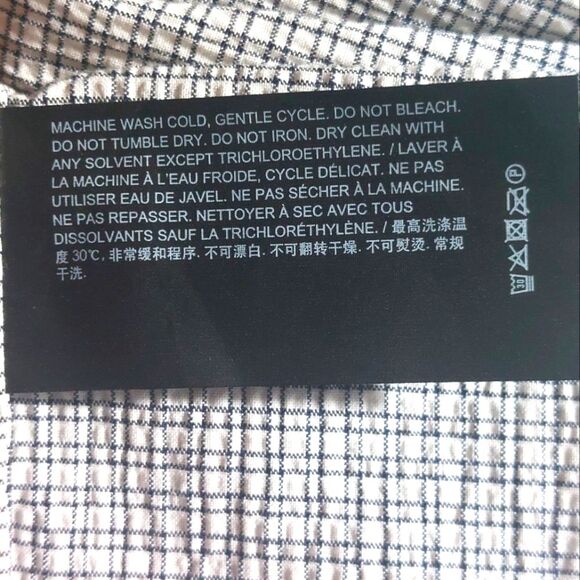 MACHINE WASH COLD, GENTLE CYCLE. DO NOT BLEACH.
DO NOT TUMBLE DRY. DO NOT IRON. DRY CLEAN WITH
ANY SOLVENT EXCEPT TRICHLOROETHYLENE. / LAVER À
LA MACHINE À L'EAU FROIDE, CYCLE DÉLICAT. NE PAS
UTILISER EAU DE JAVEL. NE PAS SÉCHER À LA MACHINE.
NE PAS REPASSER. NETTOYER À SEC AVEC TOUS
DISSOLVANTS SAUF LA TRICHLORÉTHYLÈNE. / 最高洗涤温
度 30℃. 非常缓和程序. 不可漂白. 不可翻转干燥. 不可熨烫. 常规
干洗.
P
30